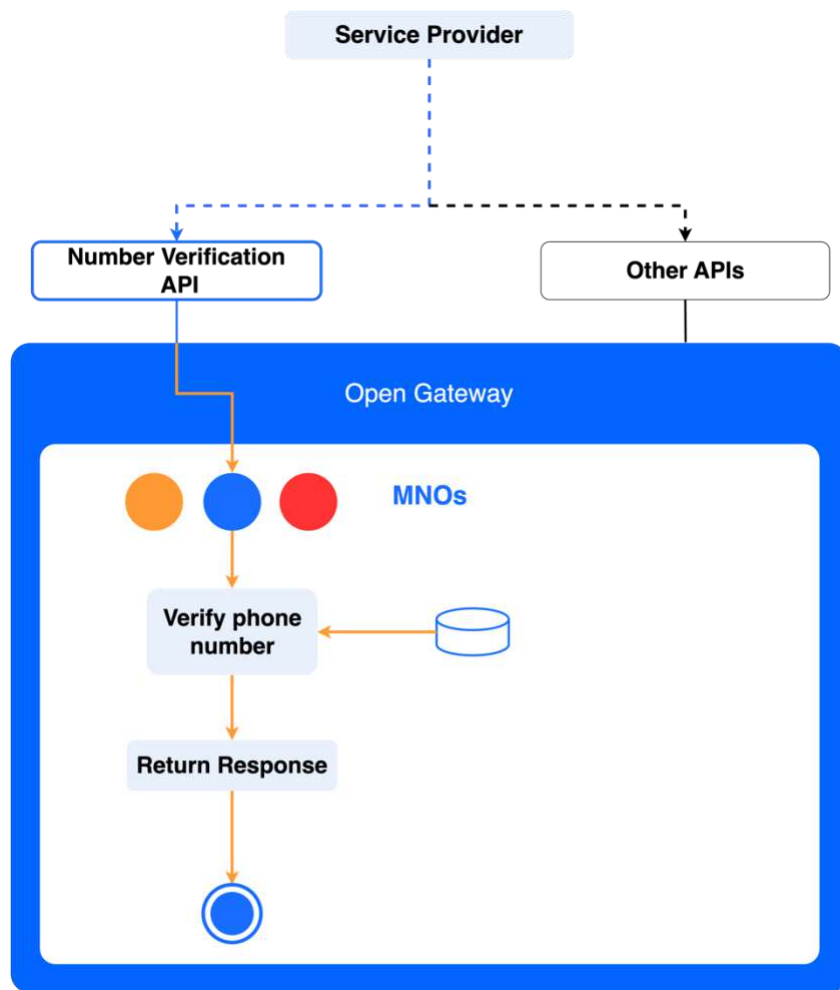 Service Provider
Number Verification
API
Other APIs
Open Gateway
MNOs
Verify phone
number
Return Response